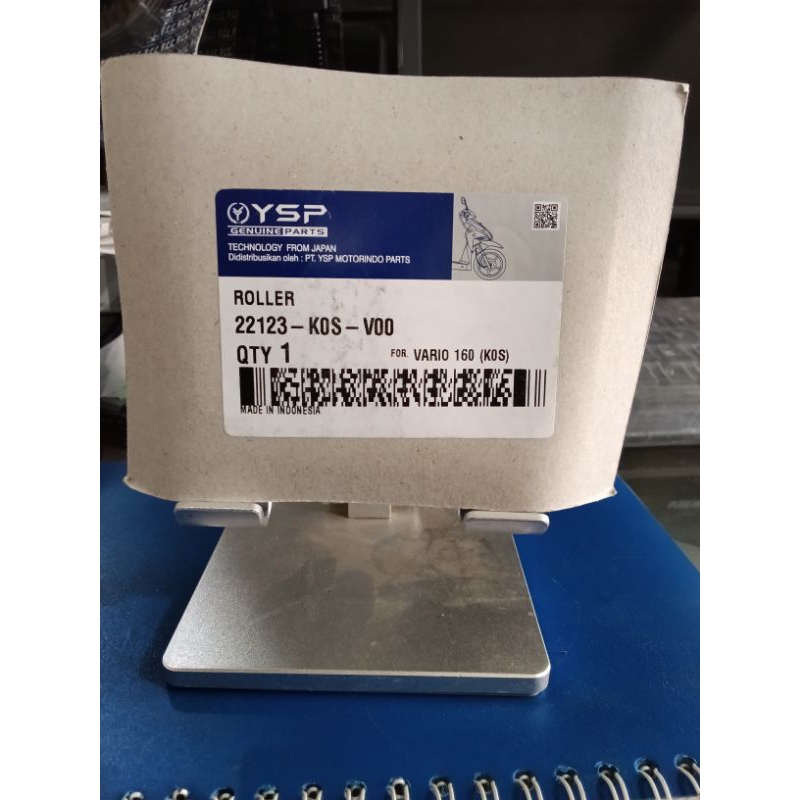 YSP
GENUINE PARTS
TECHNOLOGY FROM JAPAN
Didistribusikan oleh : PT. YSP MOTORINDO PARTS
ROLLER
22123-K0S-V00
QTY 1
FOR. VARIO 160 (K0S)
MADE IN INDONESIA